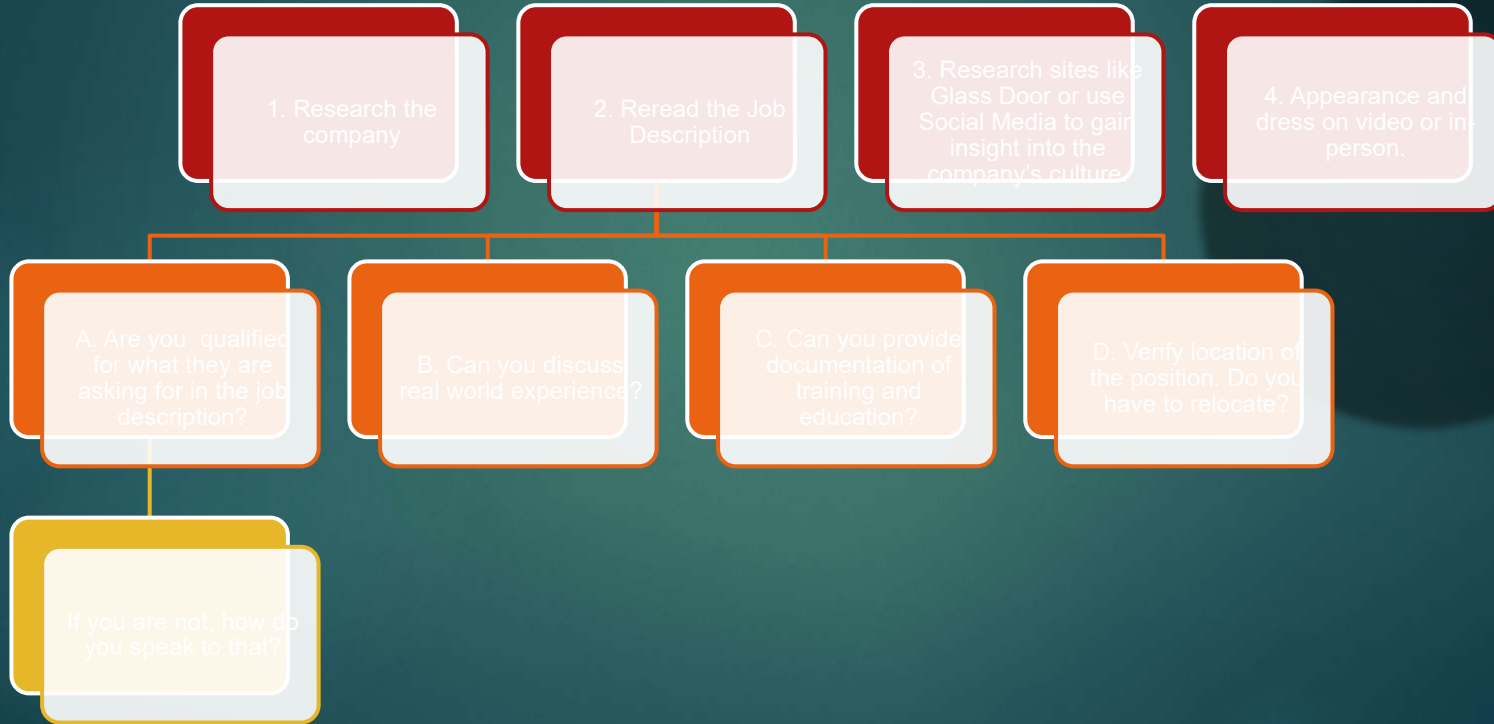 1. Research the
company
2. Reread the Job
Description
3. Research sites like
Glass Door or use
Social Media to gain
insight into the
company's culture.
4. Appearance and
dress on video or in-
person.
A. Are you  qualified
for what they are
asking for in the job
description?
B. Can you discuss
real world experience?
C. Can you provide
documentation of
training and
education?
D. Verify location of
the position. Do you
have to relocate?
If you are not, how do
you speak to that?